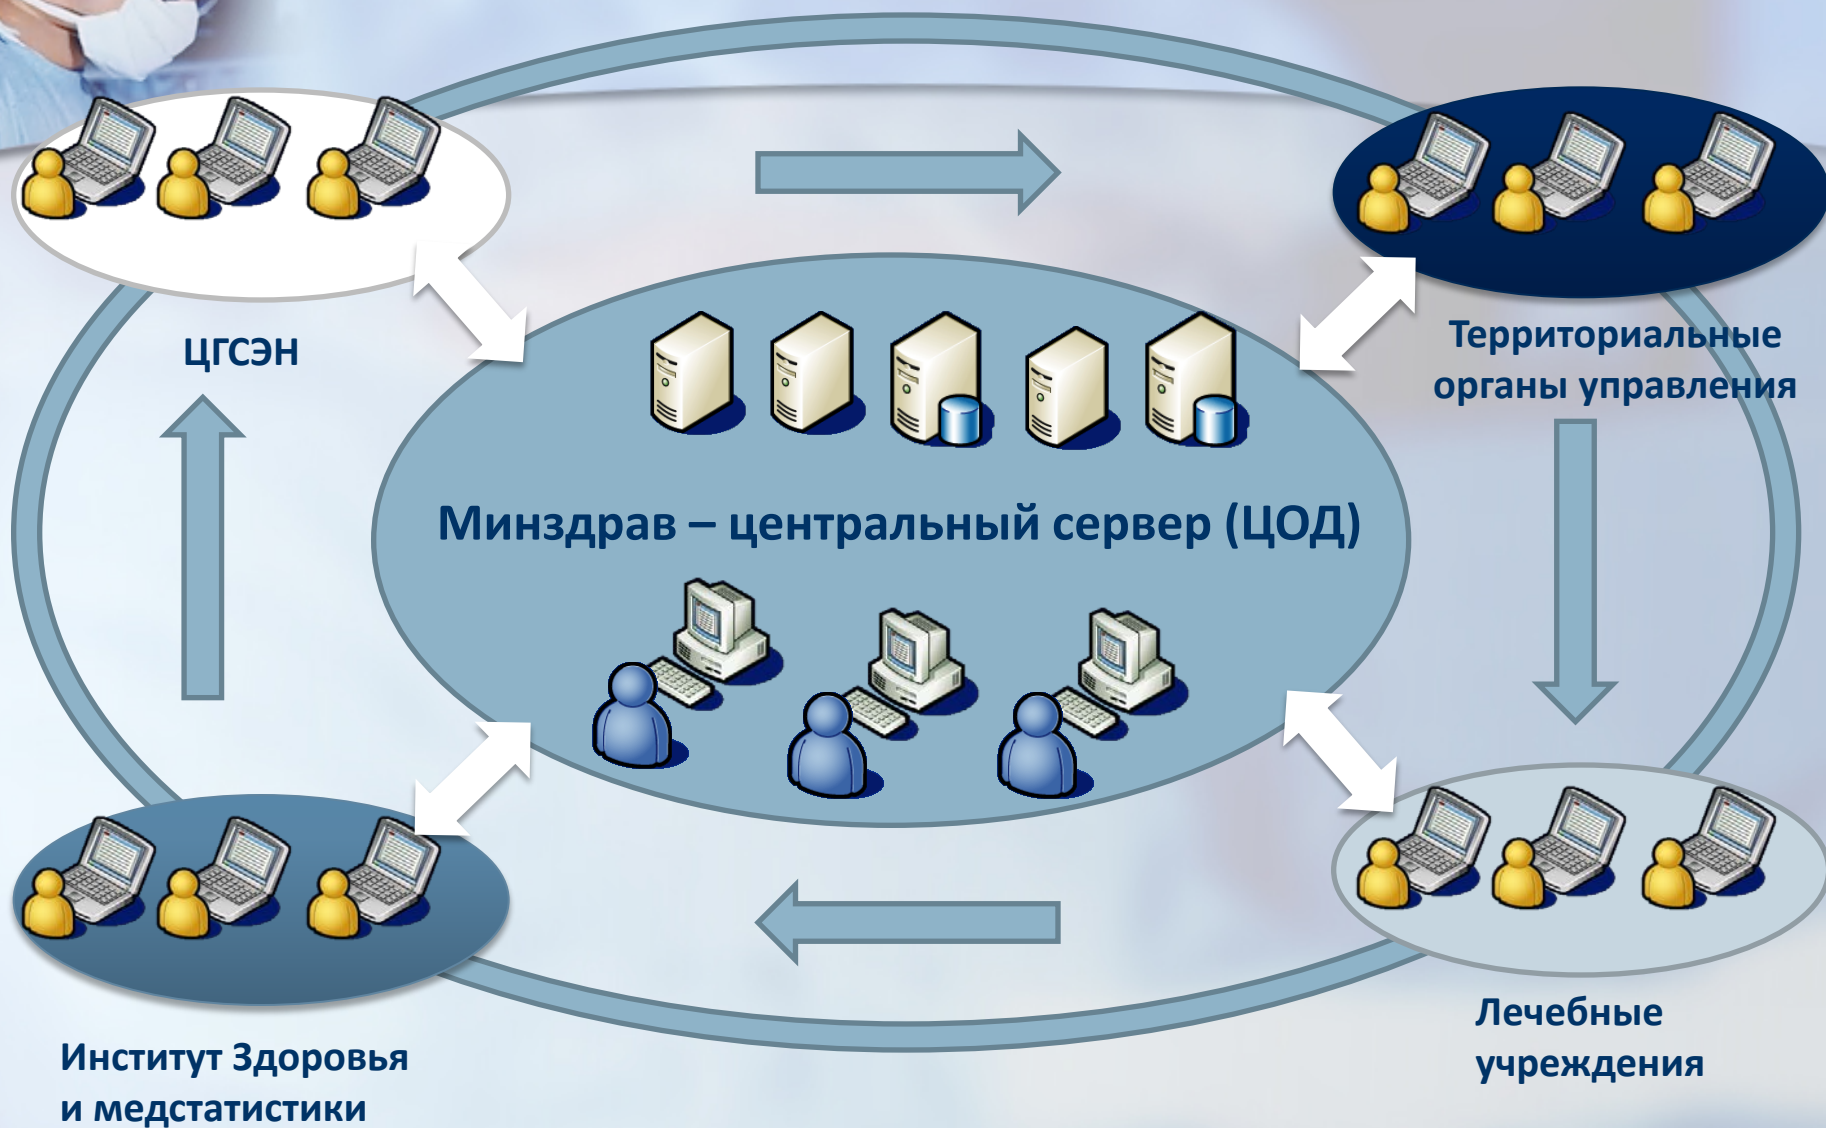 ЦГСЭН
Территориальные
органы управления
Минздрав – центральный сервер (ЦОД)
Лечебные
учреждения
Институт Здоровья
и медстатистики